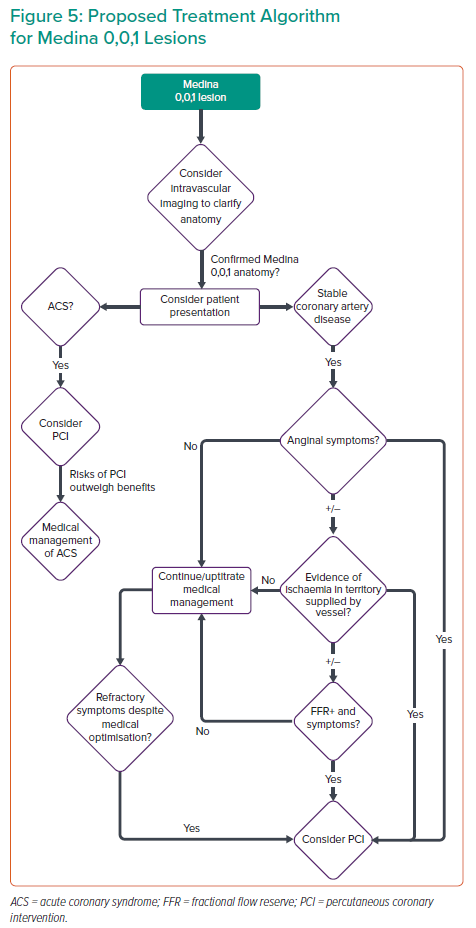 Figure 5: Proposed Treatment Algorithm
for Medina 0,0,1 Lesions
Medina
0,0,1 lesion
Consider
intravascular
imaging to clarify
anatomy
Confirmed Medina
0,0,1 anatomy?
ACS?
Consider patient
presentation
Stable
coronary artery
disease
Yes
Yes
Consider
PCI
Anginal symptoms?
No
Risks of PCI
outweigh benefits
+/–
Medical
management
of ACS
Continue/uptitrate
medical
management
No
Evidence of
ischaemia in territory
supplied by
vessel?
Yes
+/–
Refractory
symptoms despite
medical
optimisation?
No
FFR+ and
symptoms?
Yes
Yes
Yes
Consider PCI
ACS = acute coronary syndrome; FFR = fractional flow reserve; PCI = percutaneous coronary
intervention.